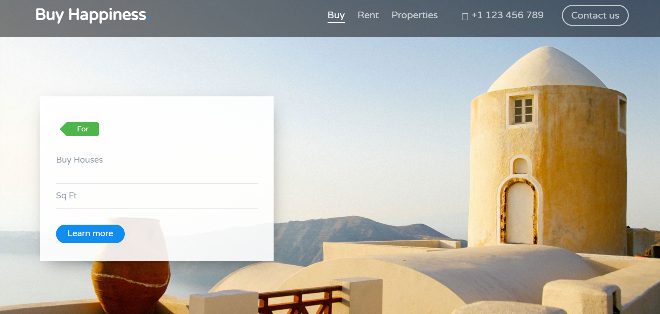 Buy Happiness
Buy Rent Properties +1 123 456 789 Contact us
For
Buy Houses
Sq Ft
Learn more